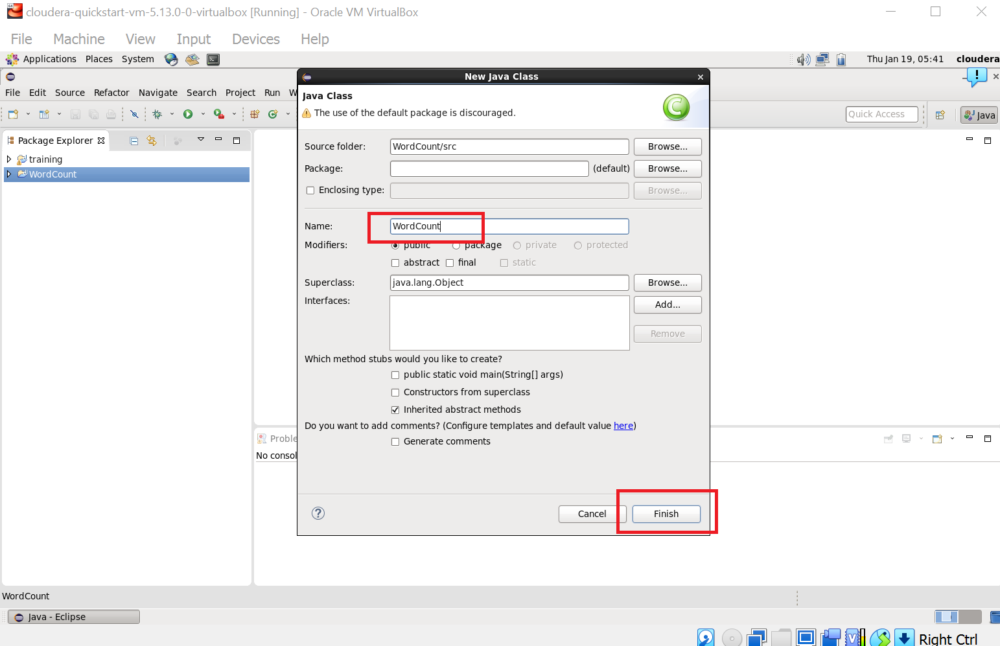 cloudera-quickstart-vm-5.13.0-0-virtualbox [Running] - Oracle VM VirtualBox
File Machine View Input Devices Help
Applications Places System Thu Jan 19, 05:41 cloudera
New Java Class
File Edit Source Refactor Navigate Search Project Run W
Java Class
The use of the default package is discouraged.
Quick Access Java
Package Explorer
training
WordCount
Source folder: WordCount/src Browse...
Package: (default) Browse...
Enclosing type: Browse...
Name: WordCount
Modifiers: public package private protected
abstract final static
Superclass: java.lang.Object Browse...
Interfaces: Add...
Remove
Which method stubs would you like to create?
public static void main(String[] args)
Constructors from superclass
Inherited abstract methods
Do you want to add comments? (Configure templates and default value here)
Generate comments
Proble
No consol
Cancel Finish
WordCount
Java - Eclipse
Right Ctrl